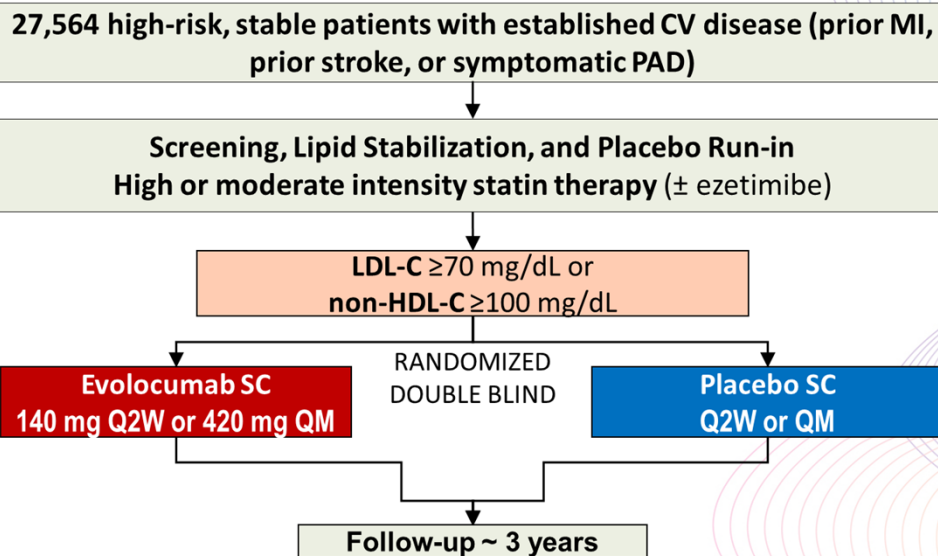 27,564 high-risk, stable patients with established CV disease (prior MI,
prior stroke, or symptomatic PAD)
Screening, Lipid Stabilization, and Placebo Run-in
High or moderate intensity statin therapy (± ezetimibe)
LDL-C ≥70 mg/dL or
non-HDL-C ≥100 mg/dL
RANDOMIZED
DOUBLE BLIND
Evolocumab SC
140 mg Q2W or 420 mg QM
Placebo SC
Q2W or QM
Follow-up ~ 3 years